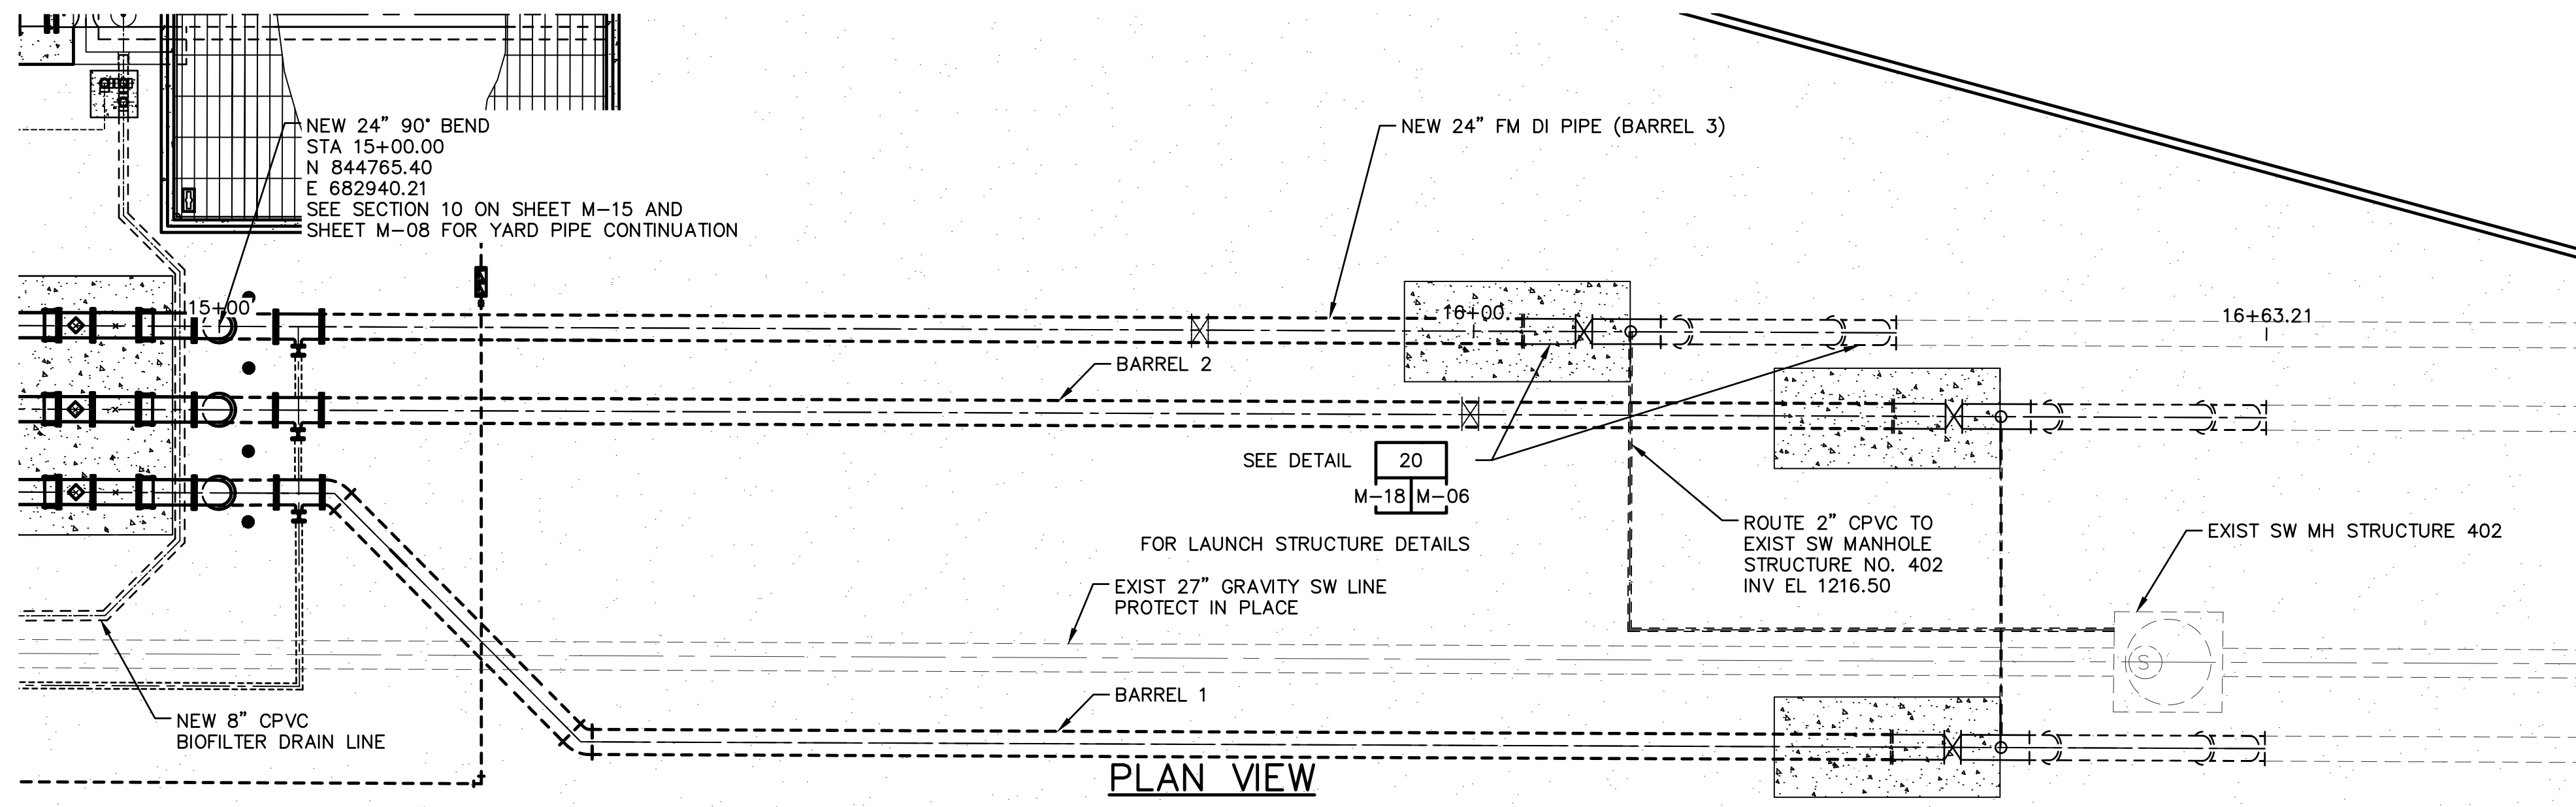 NEW 24" 90° BEND
STA 15+00.00
N 844765.40
E 682940.21
SEE SECTION 10 ON SHEET M-15 AND
SHEET M-08 FOR YARD PIPE CONTINUATION
NEW 24" FM DI PIPE (BARREL 3)
15+00
16+00
16+63.21
BARREL 2
SEE DETAIL
20
M-18
M-06
FOR LAUNCH STRUCTURE DETAILS
ROUTE 2" CPVC TO
EXIST SW MANHOLE
STRUCTURE NO. 402
INV EL 1216.50
EXIST SW MH STRUCTURE 402
EXIST 27" GRAVITY SW LINE
PROTECT IN PLACE
S
BARREL 1
NEW 8" CPVC
BIOFILTER DRAIN LINE
PLAN VIEW